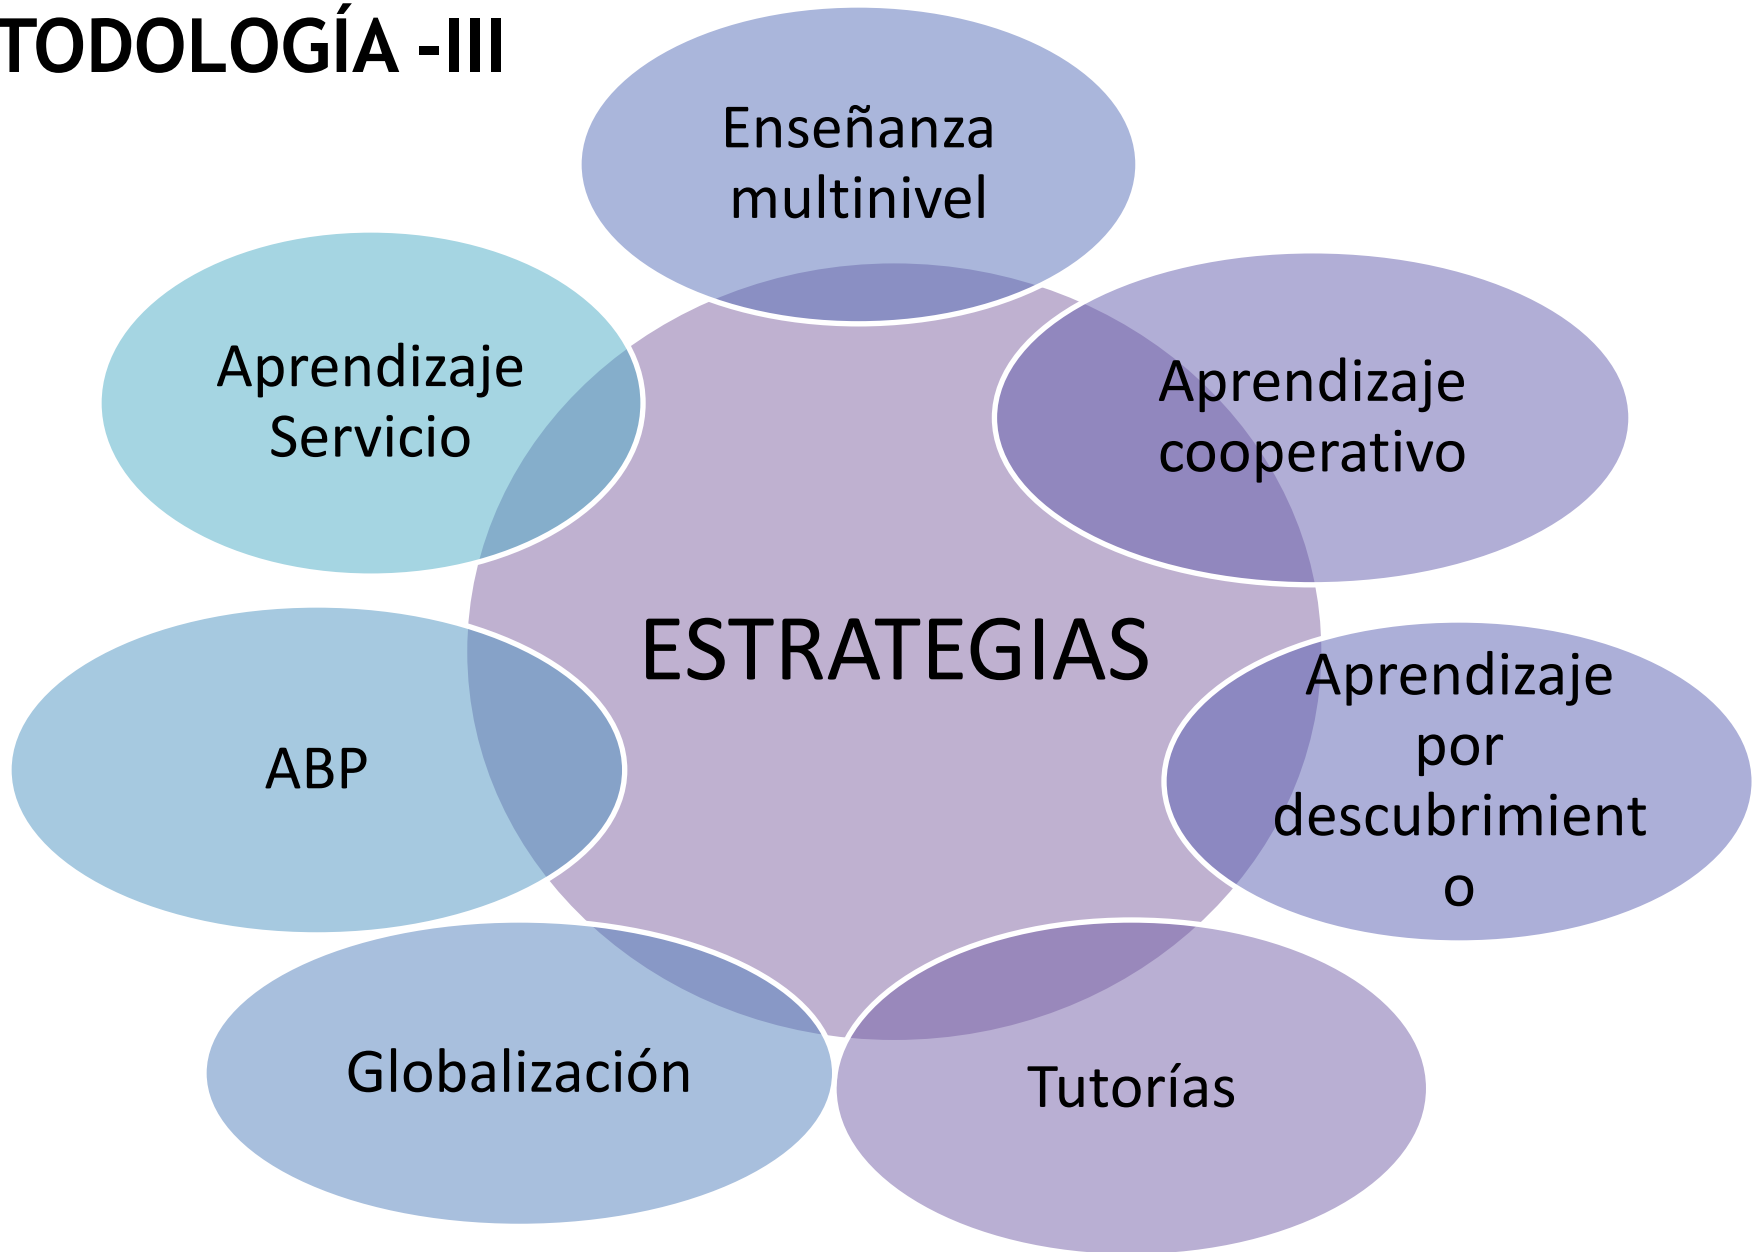 TODOLOGÍA -III
Enseñanza
multinivel
Aprendizaje
cooperativo
Aprendizaje
por
descubrimient
o
Tutorías
Globalización
ABP
Aprendizaje
Servicio
ESTRATEGIAS